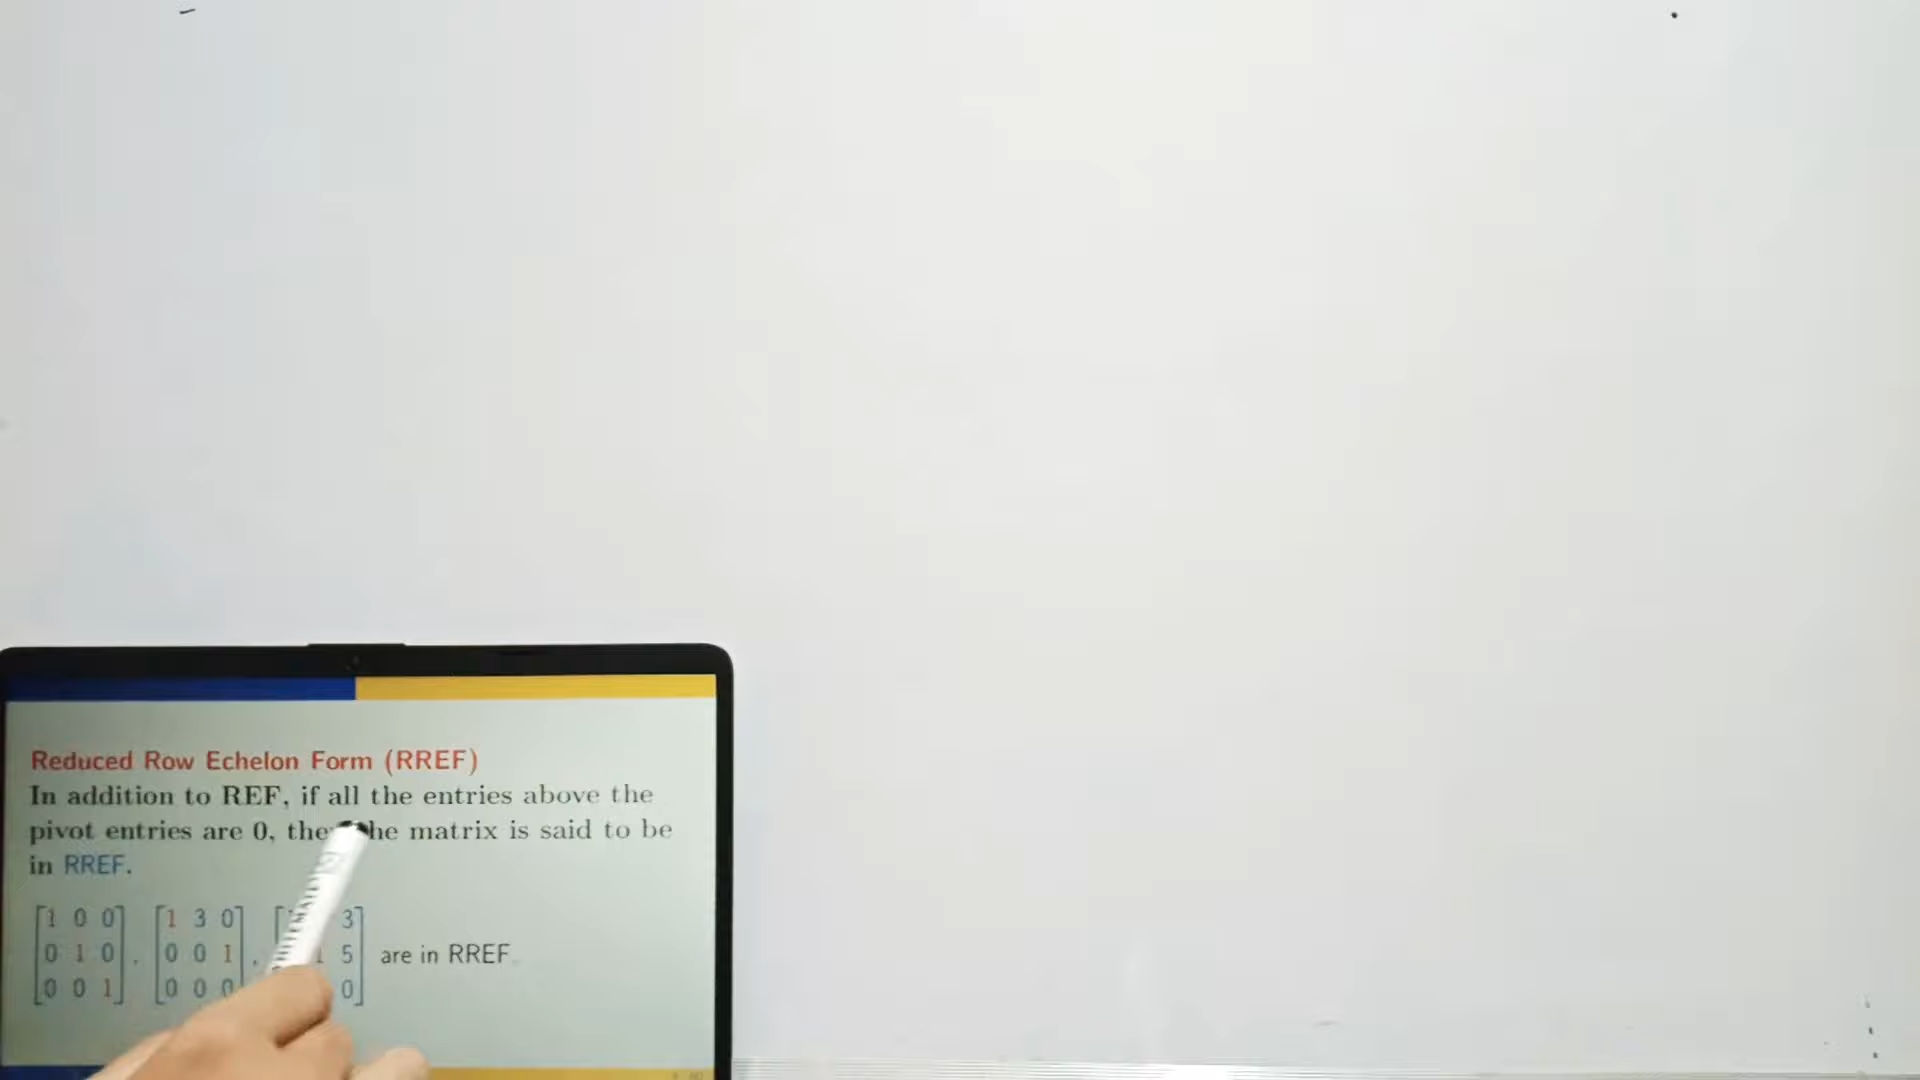 Reduced Row Echelon Form (RREF)
In addition to REF, if all the entries above the
pivot entries are 0, the matrix is said to be
in RREF.
1 0 0 1 3 0 3
0 1 0 , 0 0 1 , 5 are in RREF
0 0 1 0 0 0 0